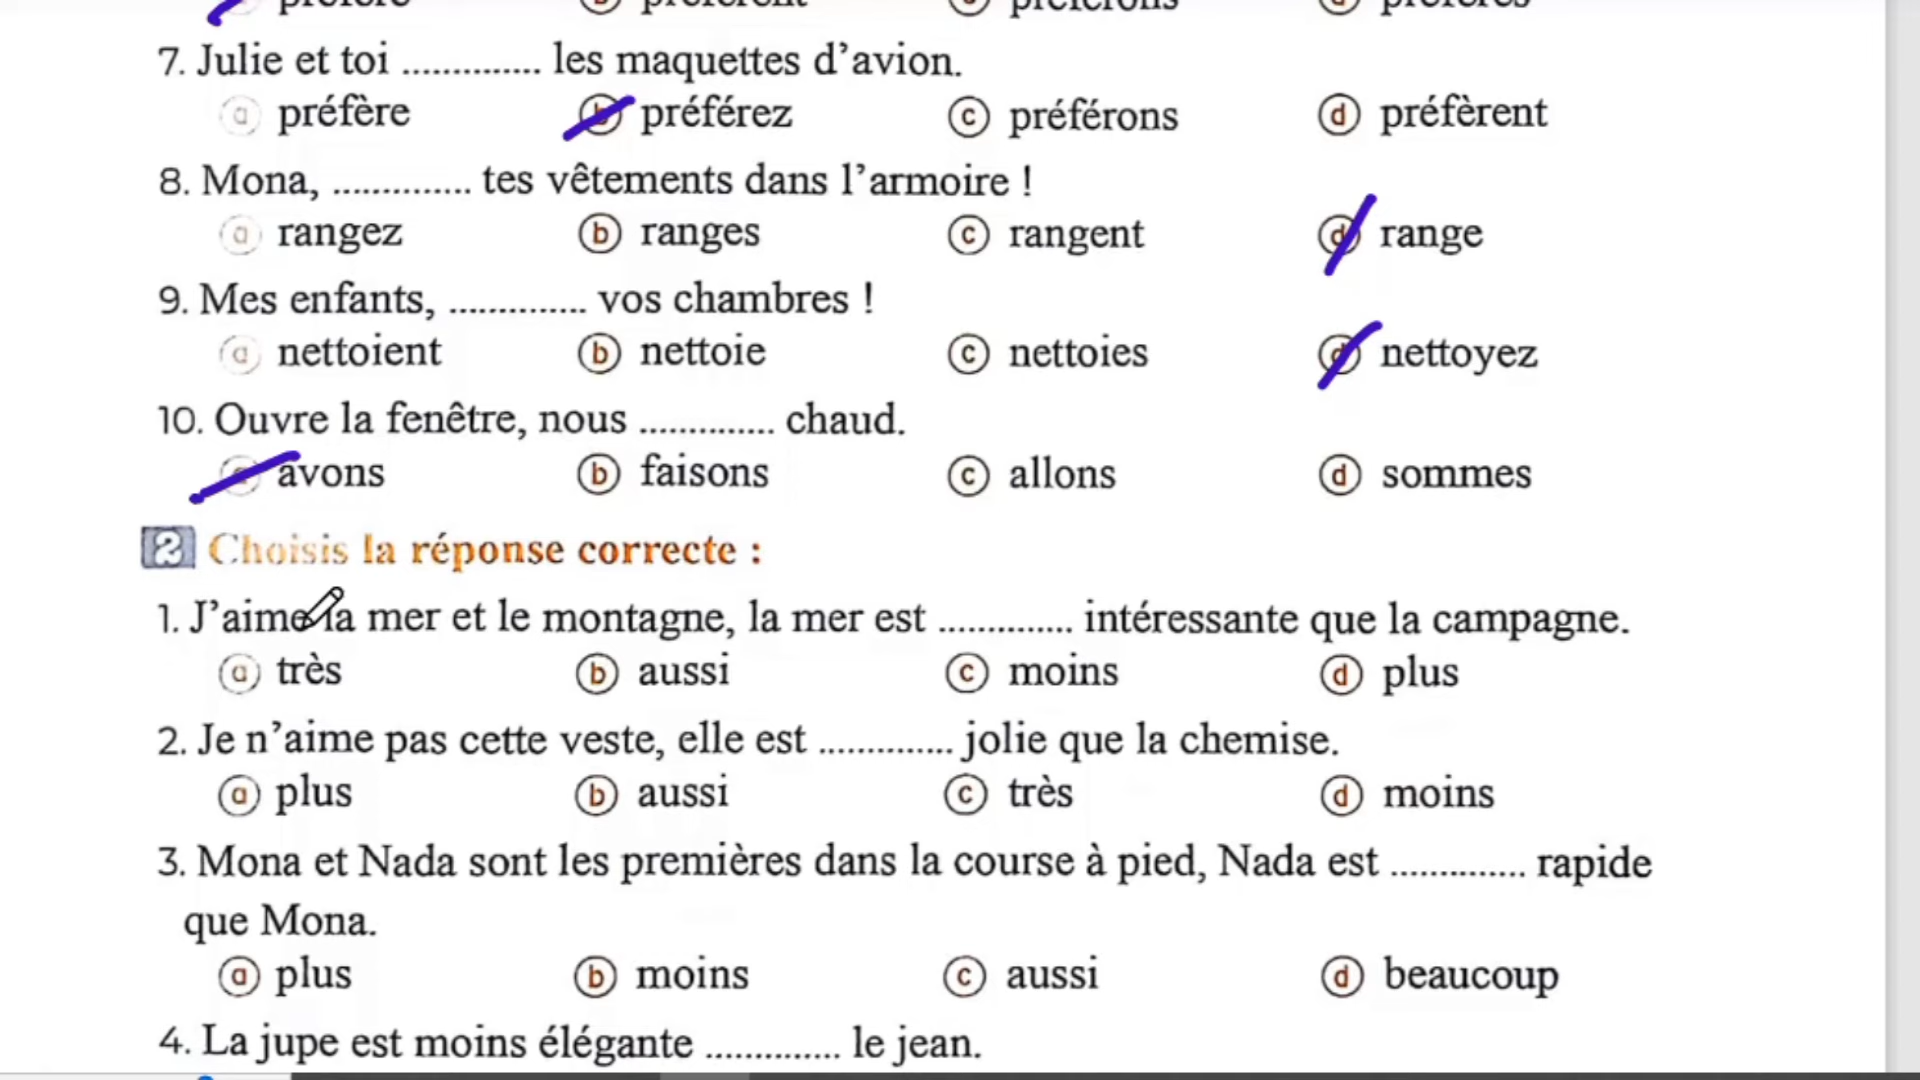 préfère b préfèrent c préférons d préfères
7. Julie et toi .............. les maquettes d’avion.
a préfère b préférez c préférons d préfèrent
8. Mona, .............. tes vêtements dans l’armoire !
a rangez b ranges c rangent d range
9. Mes enfants, .............. vos chambres !
a nettoient b nettoie c nettoies d nettoyez
10. Ouvre la fenêtre, nous .............. chaud.
a avons b faisons c allons d sommes
2 Choisis la réponse correcte :
1. J’aime la mer et le montagne, la mer est .............. intéressante que la campagne.
a très b aussi c moins d plus
2. Je n’aime pas cette veste, elle est .............. jolie que la chemise.
a plus b aussi c très d moins
3. Mona et Nada sont les premières dans la course à pied, Nada est .............. rapide
que Mona.
a plus b moins c aussi d beaucoup
4. La jupe est moins élégante .............. le jean.